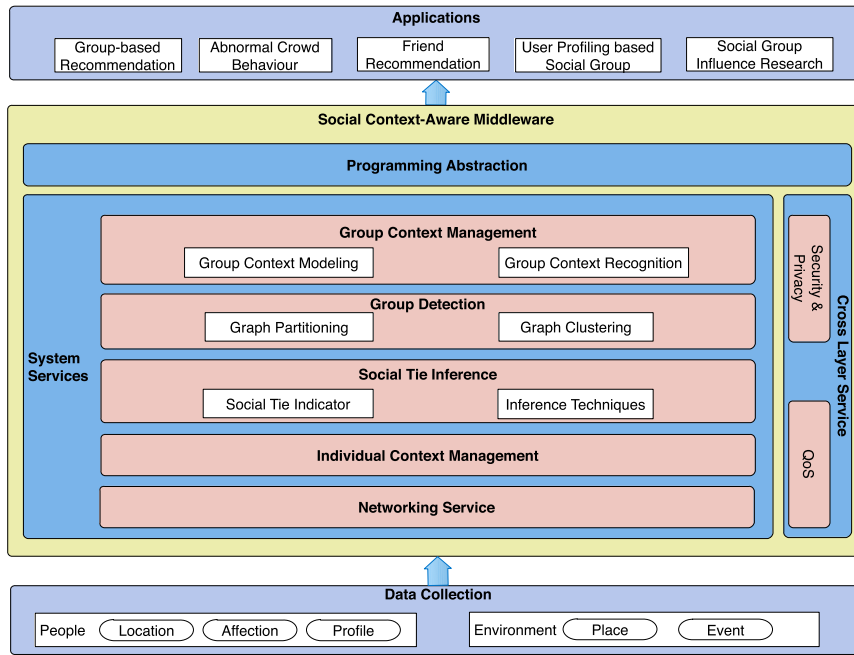 Applications
Group-based
Recommendation
Abnormal Crowd
Behaviour
Friend
Recommendation
User Profiling based
Social Group
Social Group
Influence Research
Social Context-Aware Middleware
Programming Abstraction
System
Services
Group Context Management
Group Context Modeling
Group Context Recognition
Group Detection
Graph Partitioning
Graph Clustering
Social Tie Inference
Social Tie Indicator
Inference Techniques
Individual Context Management
Networking Service
Security &
Privacy
QoS
Cross Layer Service
Data Collection
People
Location
Affection
Profile
Environment
Place
Event